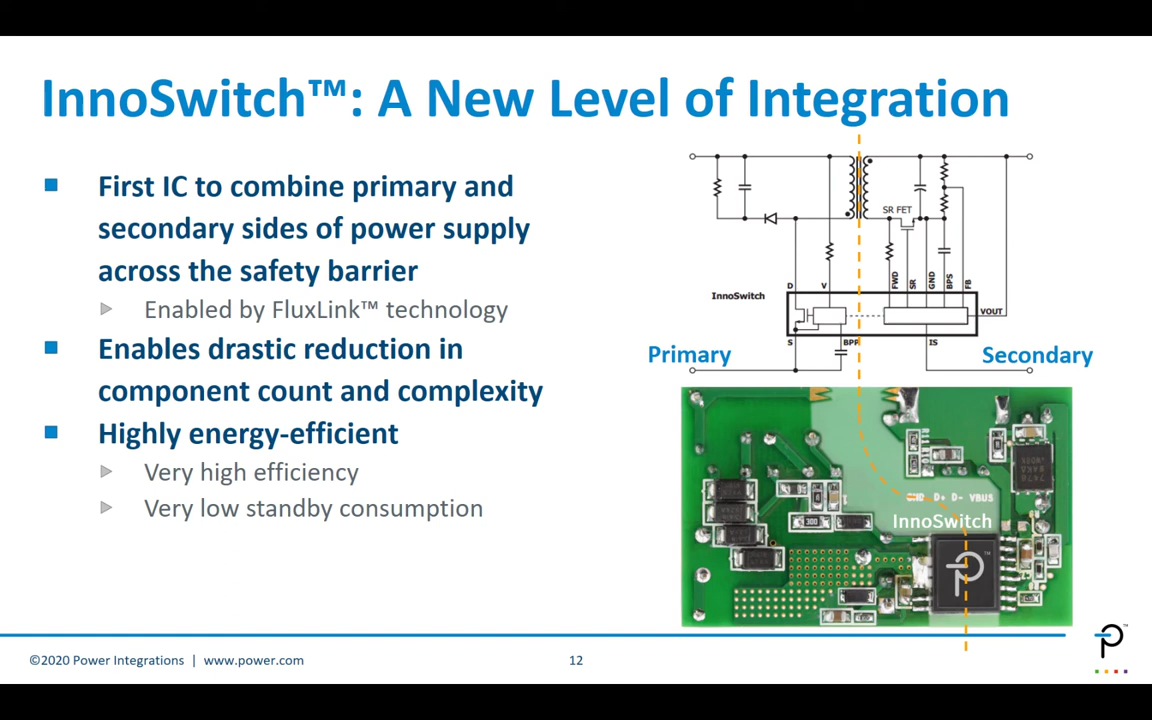 InnoSwitch™: A New Level of Integration
First IC to combine primary and
secondary sides of power supply
across the safety barrier
Enabled by FluxLink™ technology
Enables drastic reduction in
component count and complexity
Highly energy-efficient
Very high efficiency
Very low standby consumption
SR FET
D
V
FWD
SR
GND
BPS
FB
InnoSwitch
VOUT
S
BPP
IS
Primary
Secondary
GND D+ D- VBUS
InnoSwitch
300
©2020 Power Integrations | www.power.com
12